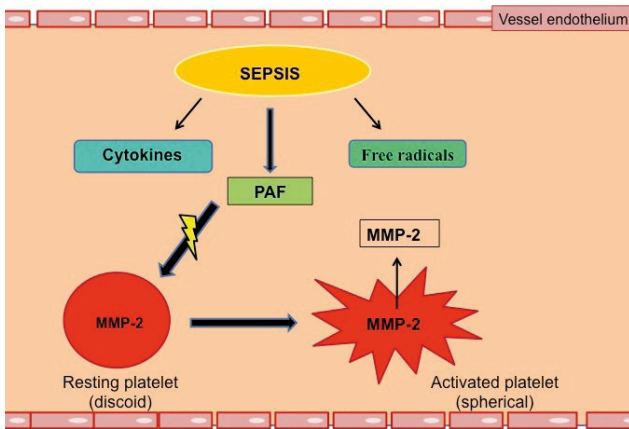 Vessel endothelium
SEPSIS
Cytokines
Free radicals
PAF
MMP-2
MMP-2
MMP-2
Resting platelet
(discoid)
Activated platelet
(spherical)